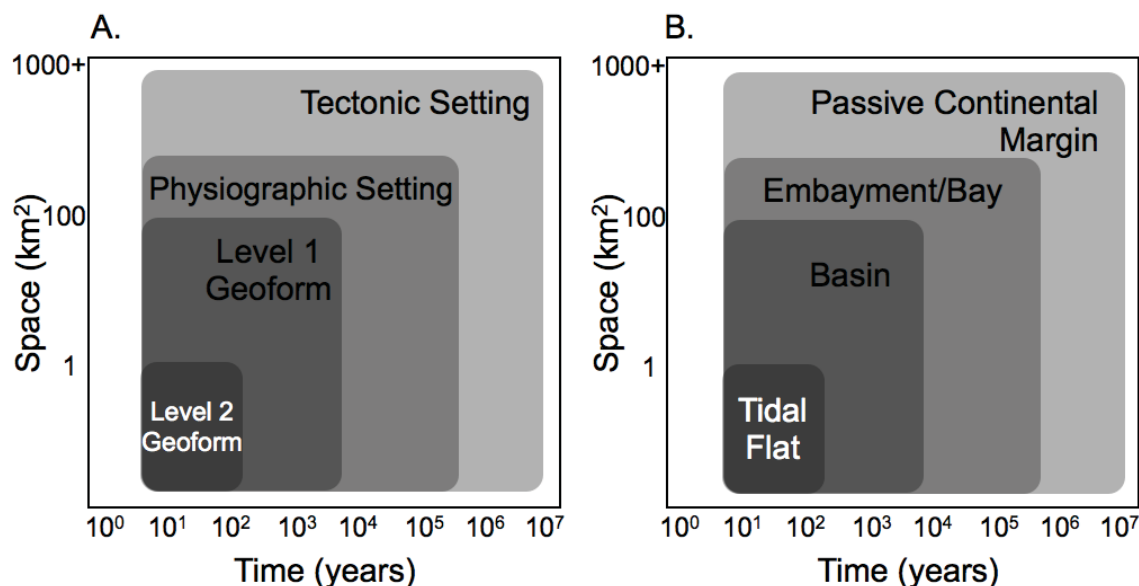 A.
1000+
100
1
Space (km²)
Tectonic Setting
Physiographic Setting
Level 1
Geoform
Level 2
Geoform
10⁰ 10¹ 10² 10³ 10⁴ 10⁵ 10⁶ 10⁷
Time (years)
B.
1000+
100
1
Space (km²)
Passive Continental
Margin
Embayment/Bay
Basin
Tidal
Flat
10⁰ 10¹ 10² 10³ 10⁴ 10⁵ 10⁶ 10⁷
Time (years)